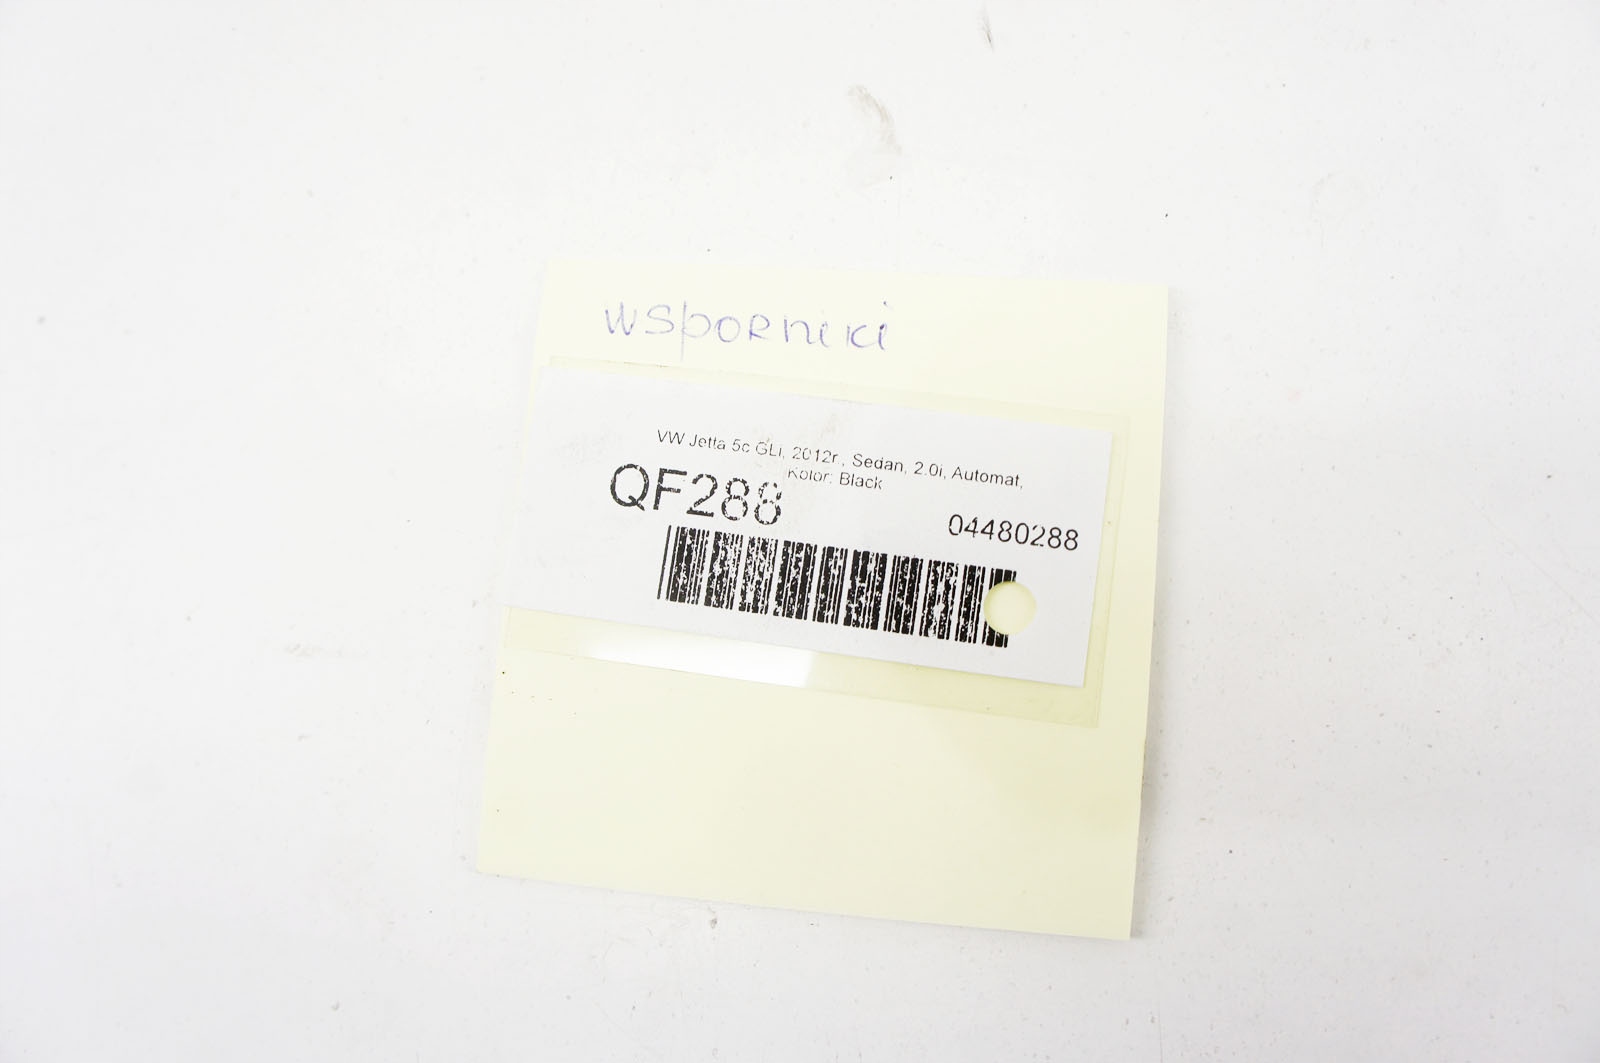 wsporniki
VW Jetta 5c GLi, 2012r., Sedan, 2.0i, Automat,
Kolor: Black
QF288
04480288